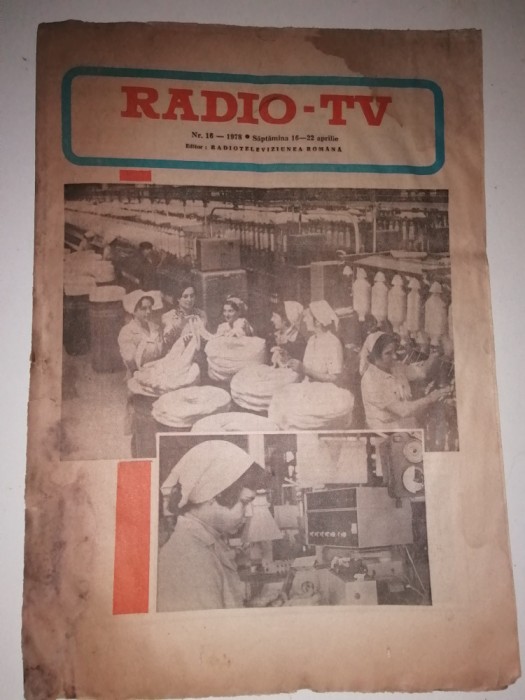 RADIO-TV
Nr. 16 — 1978 • Săptămîna 16—22 aprilie
Editor: RADIOTELEVIZIUNEA ROMÂNĂ